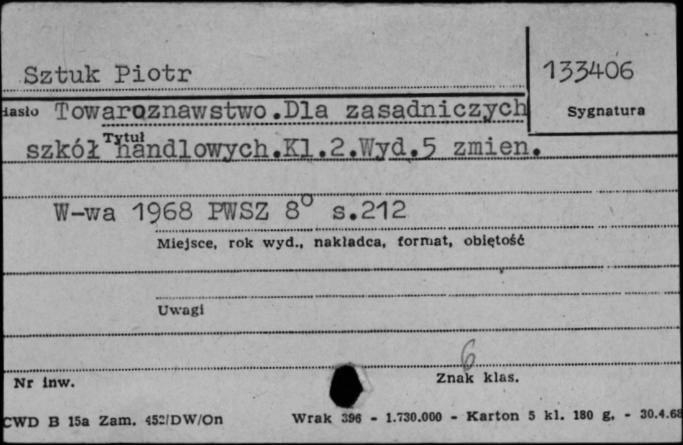 Sztuk Piotr
133406
Hasło Towaroznawstwo.Dla zasadniczych
Sygnatura
Tytuł
szkół handlowych.Kl.2.Wyd.5 zmien.
W-wa 1968 PWSZ 8° s.212
Miejsce, rok wyd., nakładca, format, objętość
Uwagi
6
Nr inw.
Znak klas.
CWD B 15a Zam. 452/DW/On
Wrak 396 - 1.730.000 - Karton 5 kl. 180 g. - 30.4.68